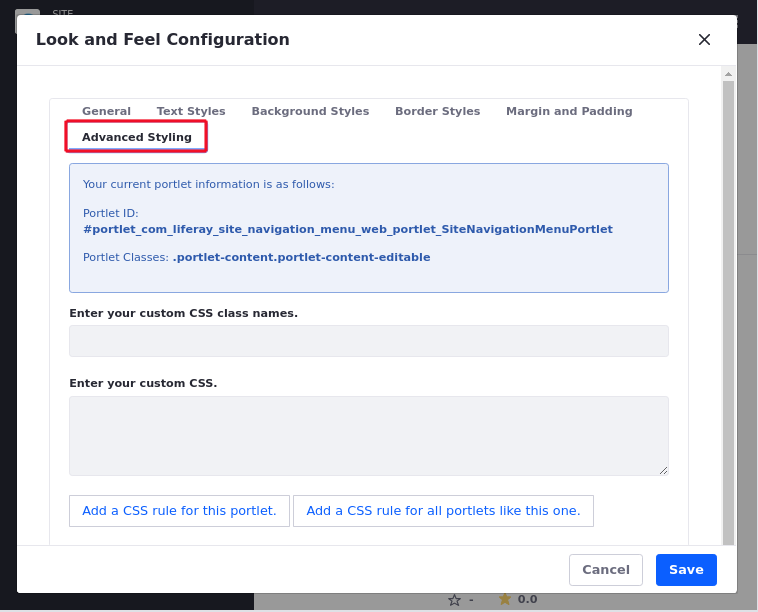 SITE
Look and Feel Configuration
General Text Styles Background Styles Border Styles Margin and Padding
Advanced Styling
Your current portlet information is as follows:
Portlet ID:
#portlet_com_liferay_site_navigation_menu_web_portlet_SiteNavigationMenuPortlet
Portlet Classes: .portlet-content.portlet-content-editable
Enter your custom CSS class names.
Enter your custom CSS.
Add a CSS rule for this portlet. Add a CSS rule for all portlets like this one.
Cancel Save
- 0.0